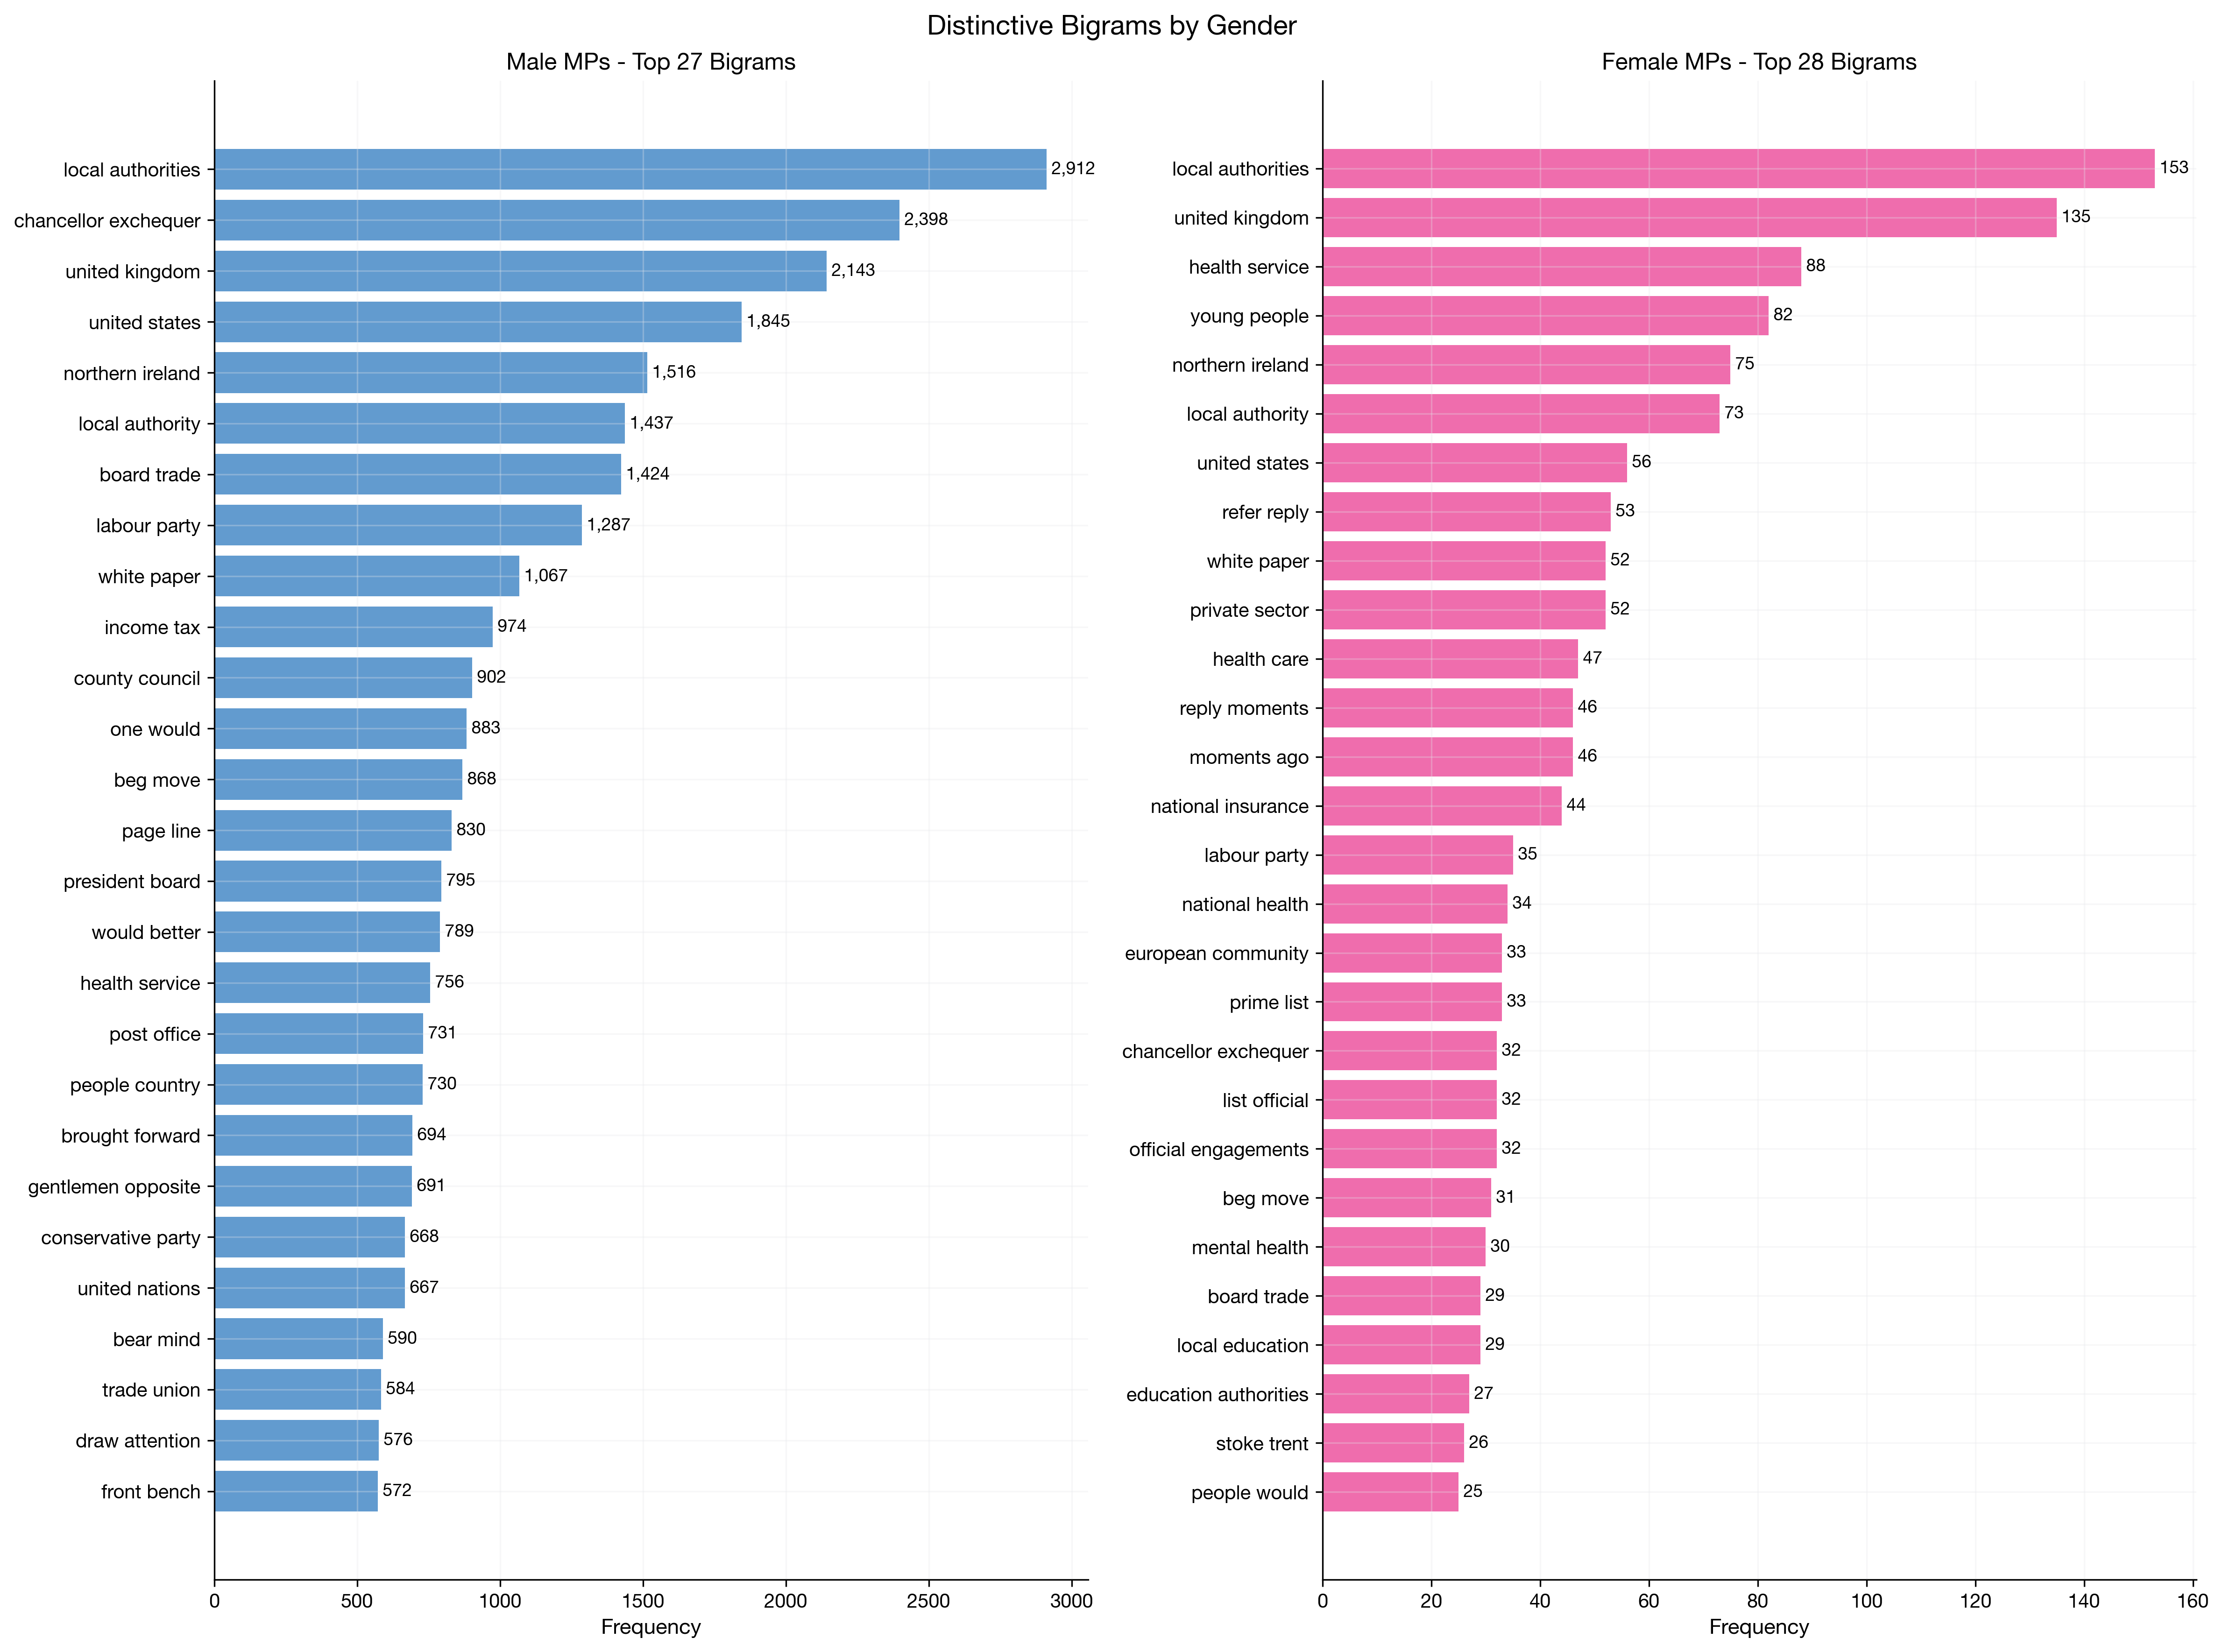 Distinctive Bigrams by Gender
Male MPs - Top 27 Bigrams
local authorities 2,912
chancellor exchequer 2,398
united kingdom 2,143
united states 1,845
northern ireland 1,516
local authority 1,437
board trade 1,424
labour party 1,287
white paper 1,067
income tax 974
county council 902
one would 883
beg move 868
page line 830
president board 795
would better 789
health service 756
post office 731
people country 730
brought forward 694
gentlemen opposite 691
conservative party 668
united nations 667
bear mind 590
trade union 584
draw attention 576
front bench 572
0 500 1000 1500 2000 2500 3000
Frequency
Female MPs - Top 28 Bigrams
local authorities 153
united kingdom 135
health service 88
young people 82
northern ireland 75
local authority 73
united states 56
refer reply 53
white paper 52
private sector 52
health care 47
reply moments 46
moments ago 46
national insurance 44
labour party 35
national health 34
european community 33
prime list 33
chancellor exchequer 32
list official 32
official engagements 32
beg move 31
mental health 30
board trade 29
local education 29
education authorities 27
stoke trent 26
people would 25
0 20 40 60 80 100 120 140 160
Frequency